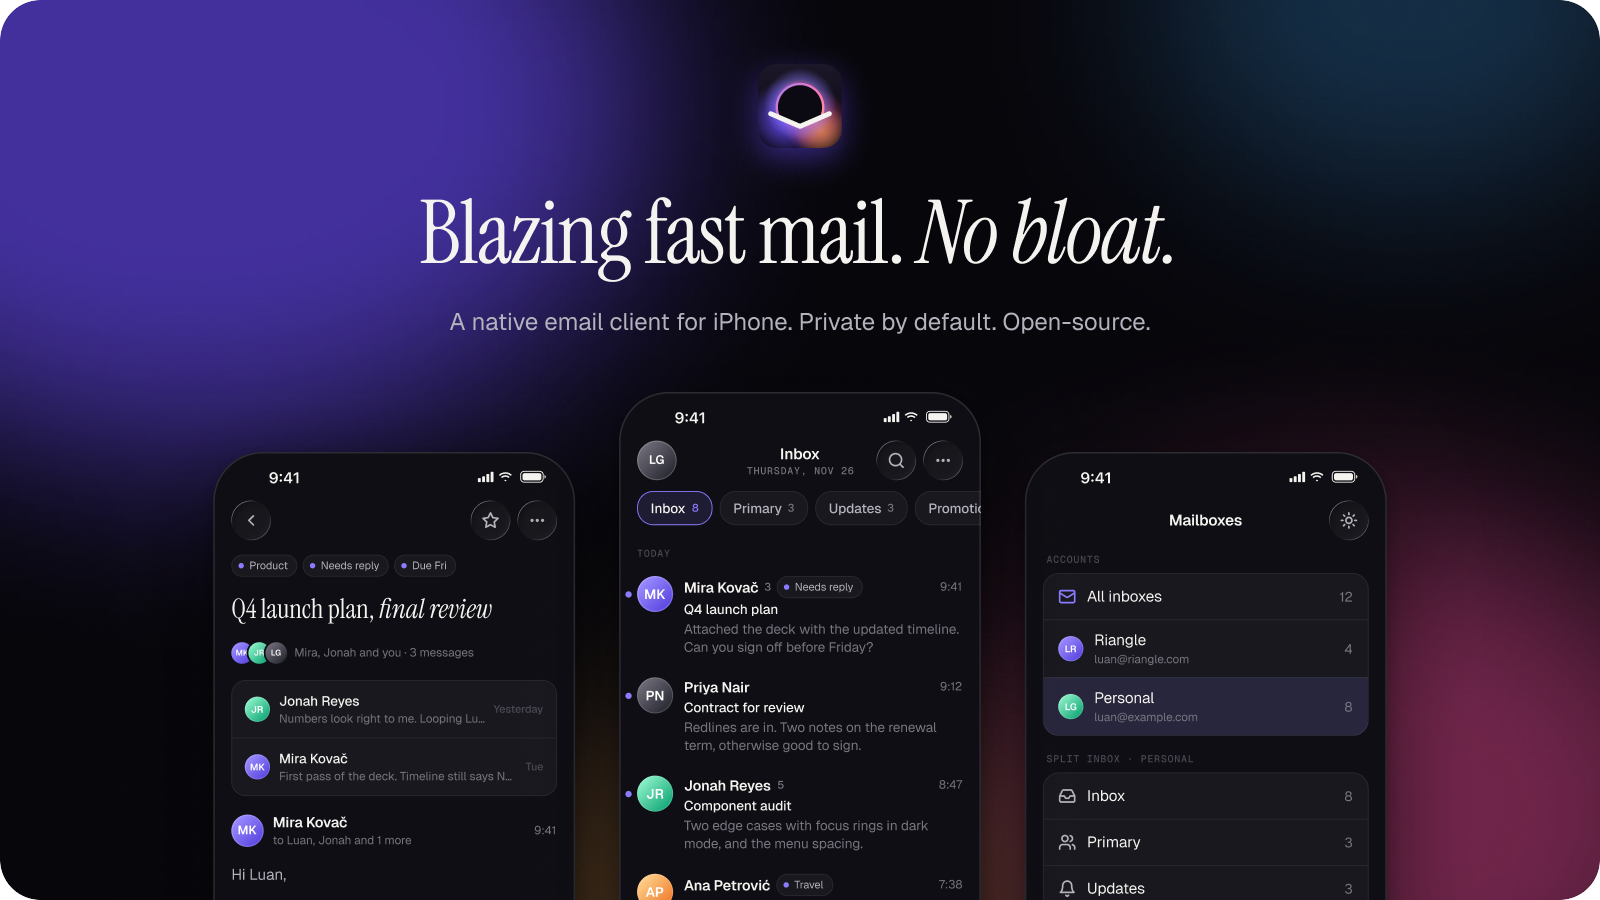 Blazing fast mail. No bloat.
A native email client for iPhone. Private by default. Open-source.
9:41
Product
Needs reply
Due Fri
Q4 launch plan, final review
MK
JR
LG
Mira, Jonah and you · 3 messages
JR
Jonah Reyes
Numbers look right to me. Looping Lu...
Yesterday
MK
Mira Kovač
First pass of the deck. Timeline still says N...
Tue
MK
Mira Kovač
to Luan, Jonah and 1 more
9:41
Hi Luan,
9:41
LG
Inbox
THURSDAY, NOV 26
Inbox 8
Primary 3
Updates 3
Promotic
TODAY
MK
Mira Kovač 3
Needs reply
9:41
Q4 launch plan
Attached the deck with the updated timeline.
Can you sign off before Friday?
PN
Priya Nair
9:12
Contract for review
Redlines are in. Two notes on the renewal
term, otherwise good to sign.
JR
Jonah Reyes 5
8:47
Component audit
Two edge cases with focus rings in dark
mode, and the menu spacing.
AP
Ana Petrović
Travel
7:38
9:41
Mailboxes
ACCOUNTS
All inboxes
12
LR
Riangle
luan@riangle.com
4
LG
Personal
luan@example.com
8
SPLIT INBOX · PERSONAL
Inbox
8
Primary
3
Updates
3